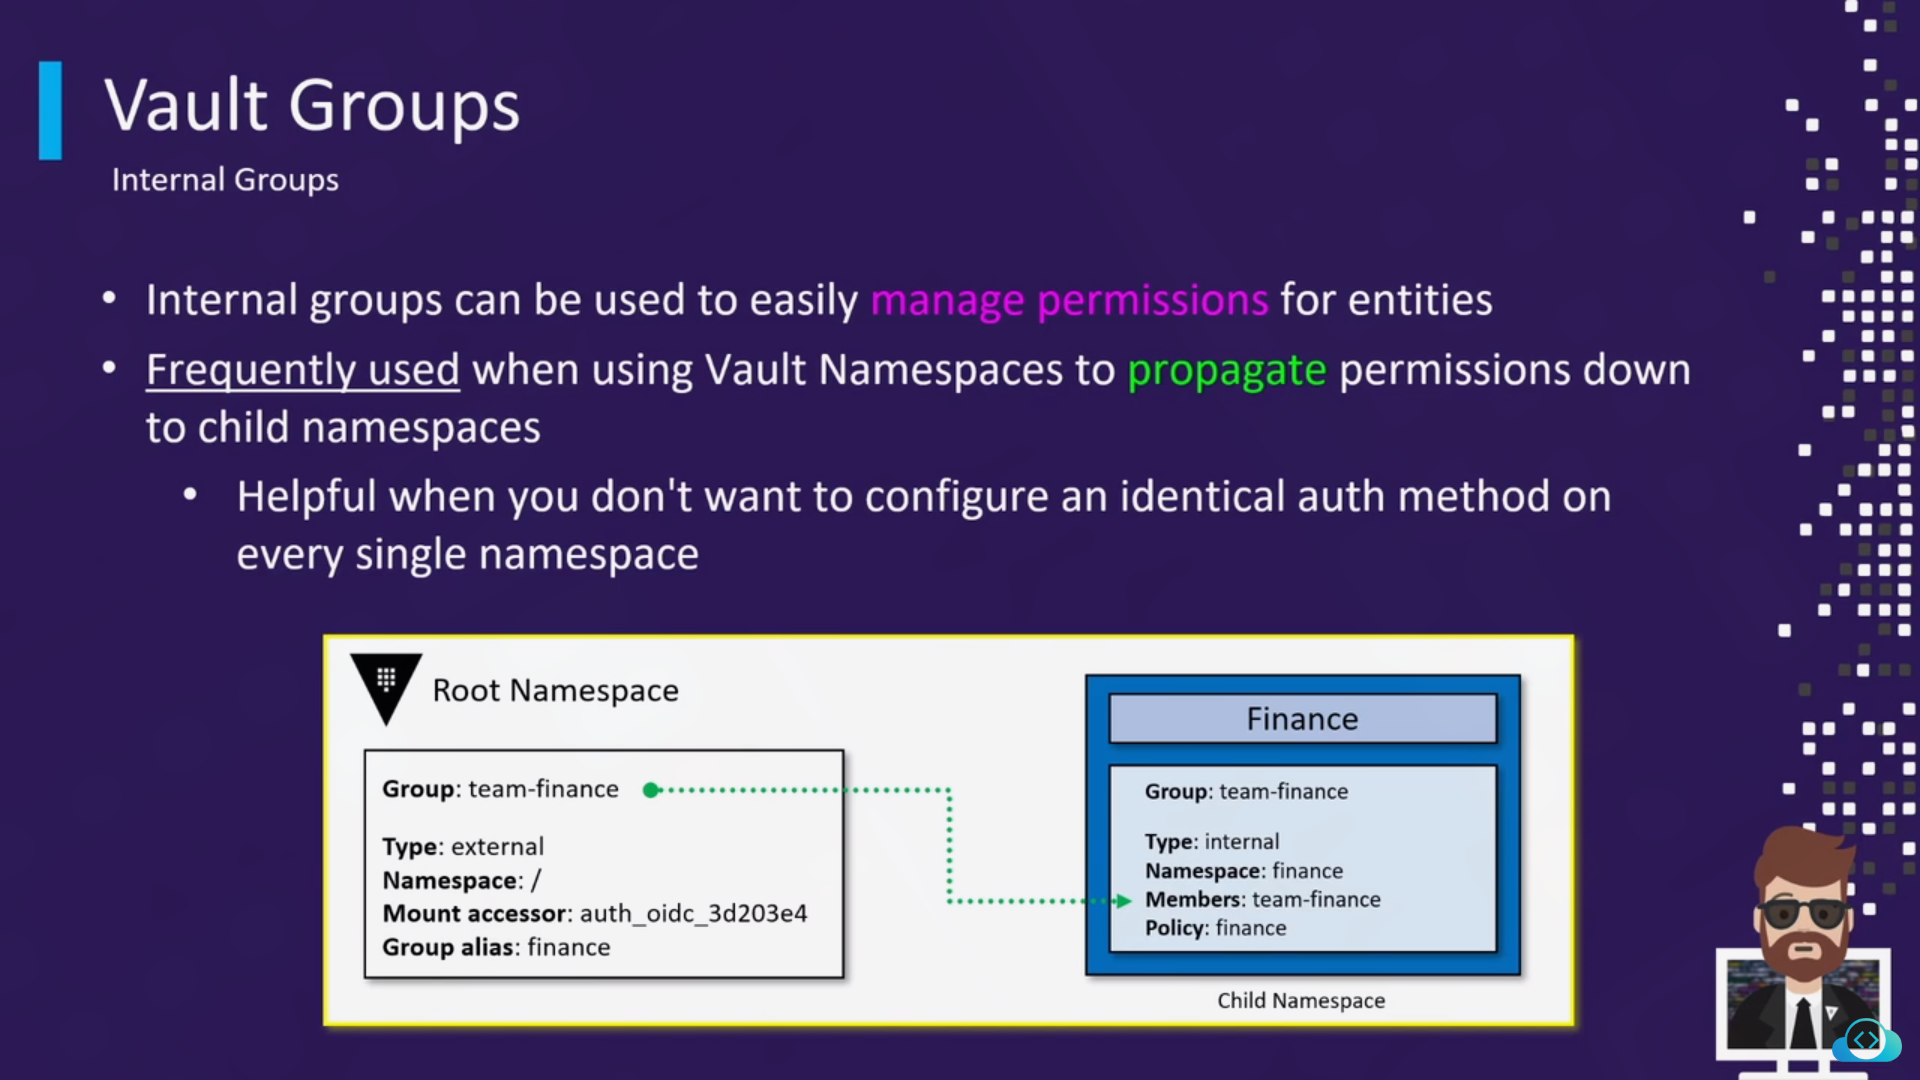 Vault Groups
Internal Groups
• Internal groups can be used to easily manage permissions for entities
• Frequently used when using Vault Namespaces to propagate permissions down
to child namespaces
• Helpful when you don't want to configure an identical auth method on
every single namespace
Root Namespace
Group: team-finance
Type: external
Namespace: /
Mount accessor: auth_oidc_3d203e4
Group alias: finance
Finance
Group: team-finance
Type: internal
Namespace: finance
Members: team-finance
Policy: finance
Child Namespace